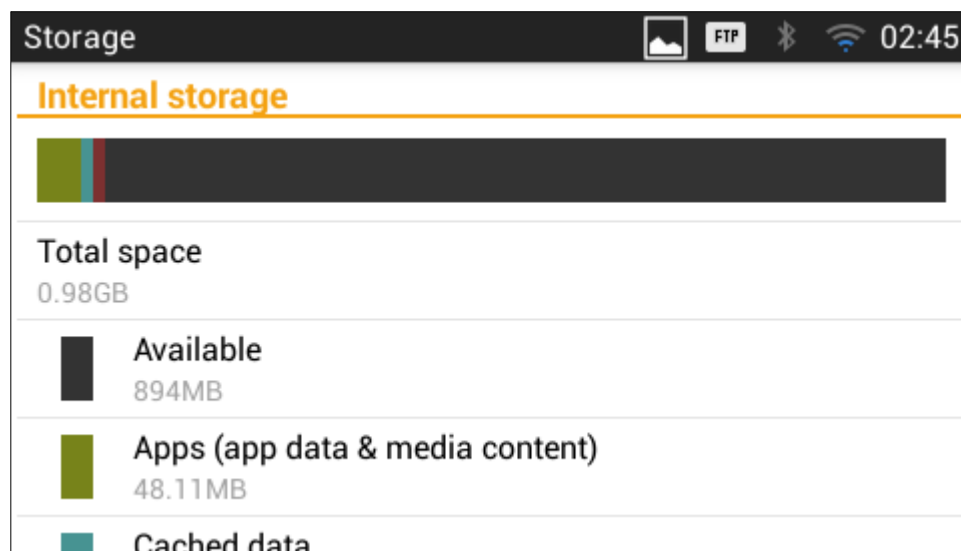 Storage FTP 02:45
Internal storage
Total space
0.98GB
Available
894MB
Apps (app data & media content)
48.11MB
Cached data